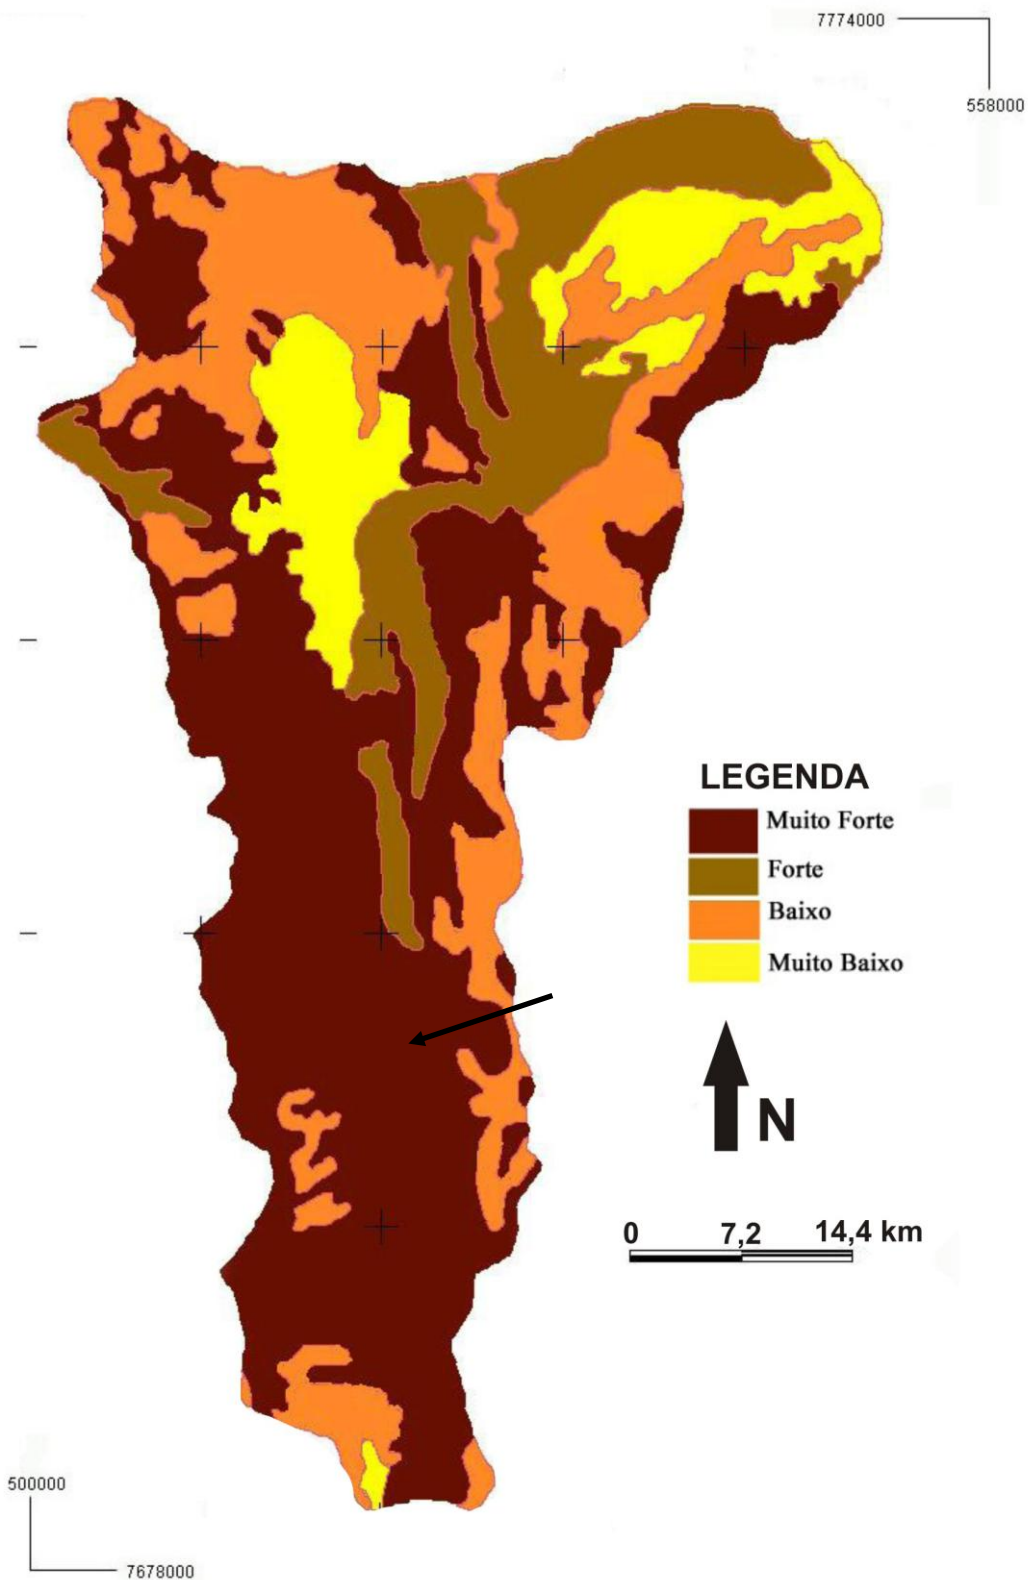 7774000
558000
LEGENDA
Muito Forte
Forte
Baixo
Muito Baixo
N
0 7,2 14,4 km
500000
7678000